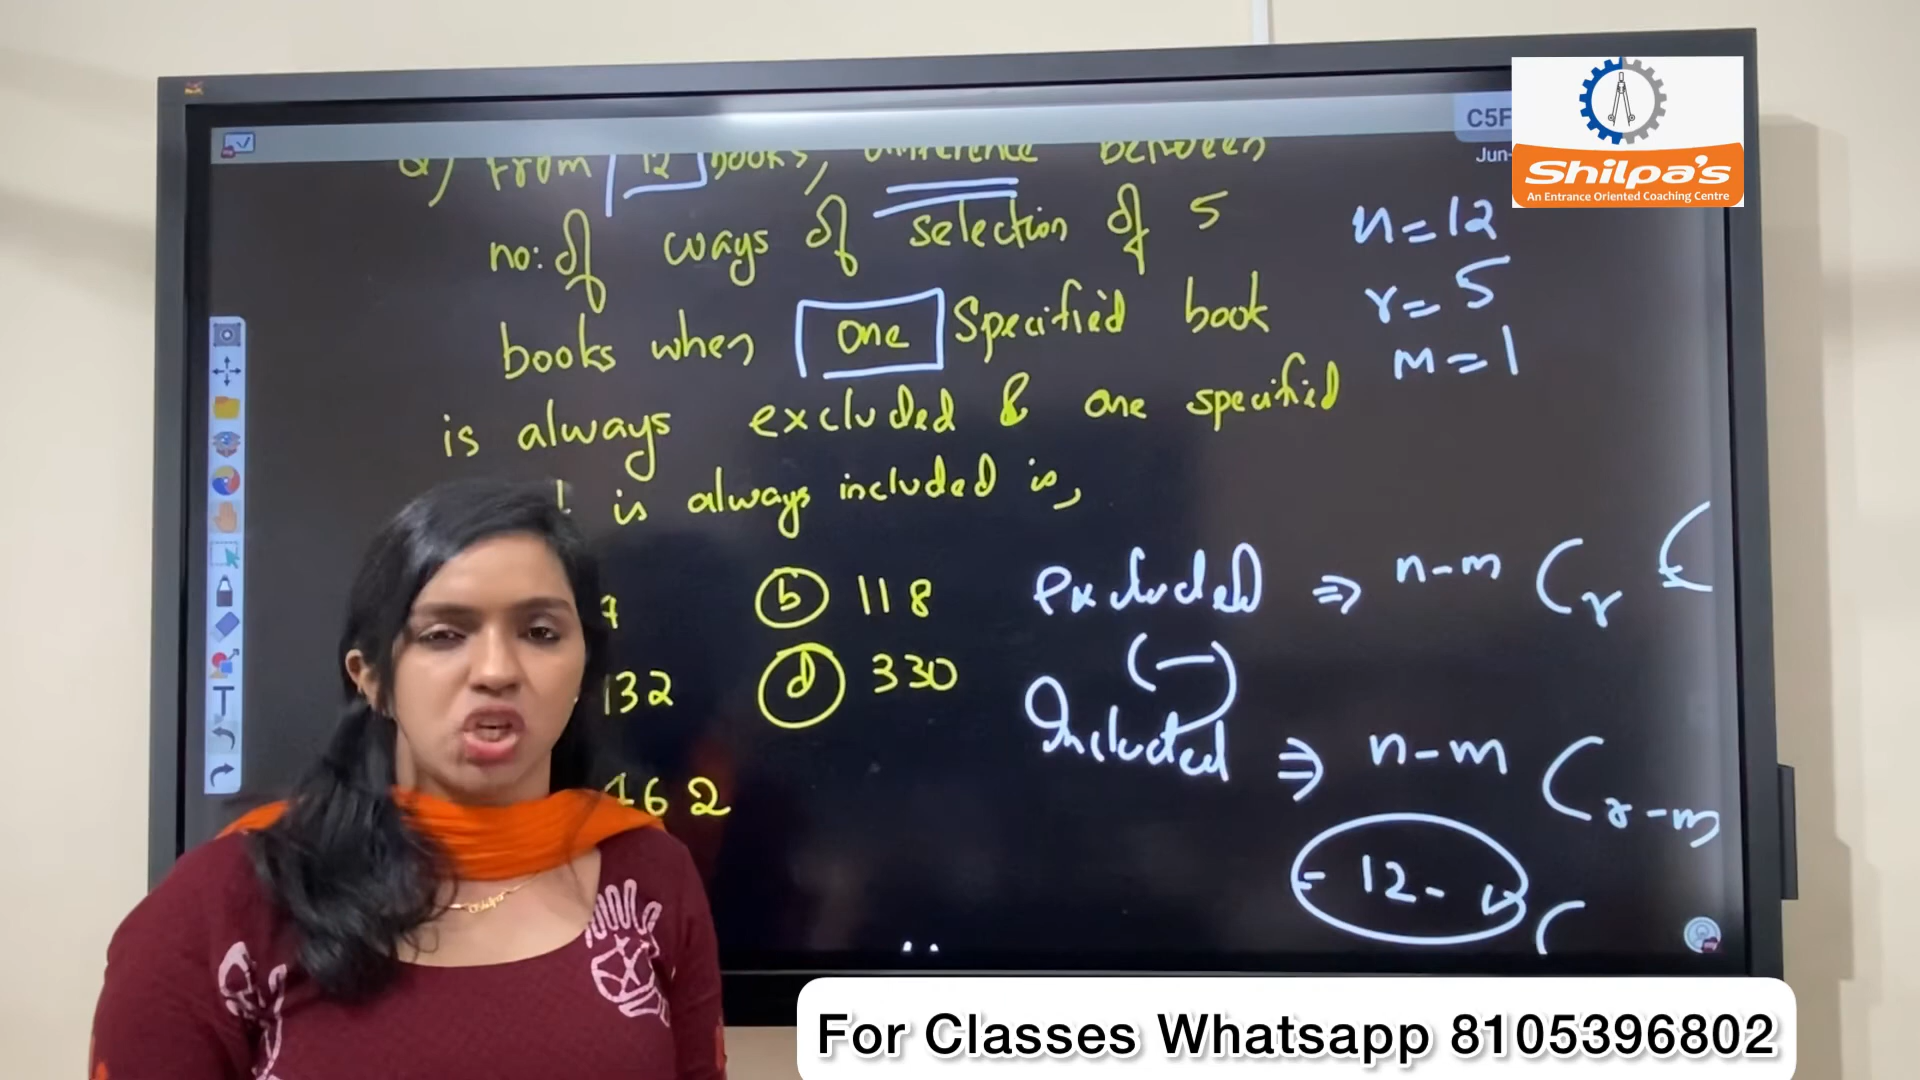 Q) From 12 books, difference between
no: of ways of selection of 5
books when one specified book
is always excluded & one specified
is always included is,
b 118
132
d 330
462
n=12
r=5
m=1
excluded ⇒ n-m C r
(-)
Included ⇒ n-m C r-m
= 12-1 C
C5F
Jun-
Shilpa's
An Entrance Oriented Coaching Centre
For Classes Whatsapp 8105396802